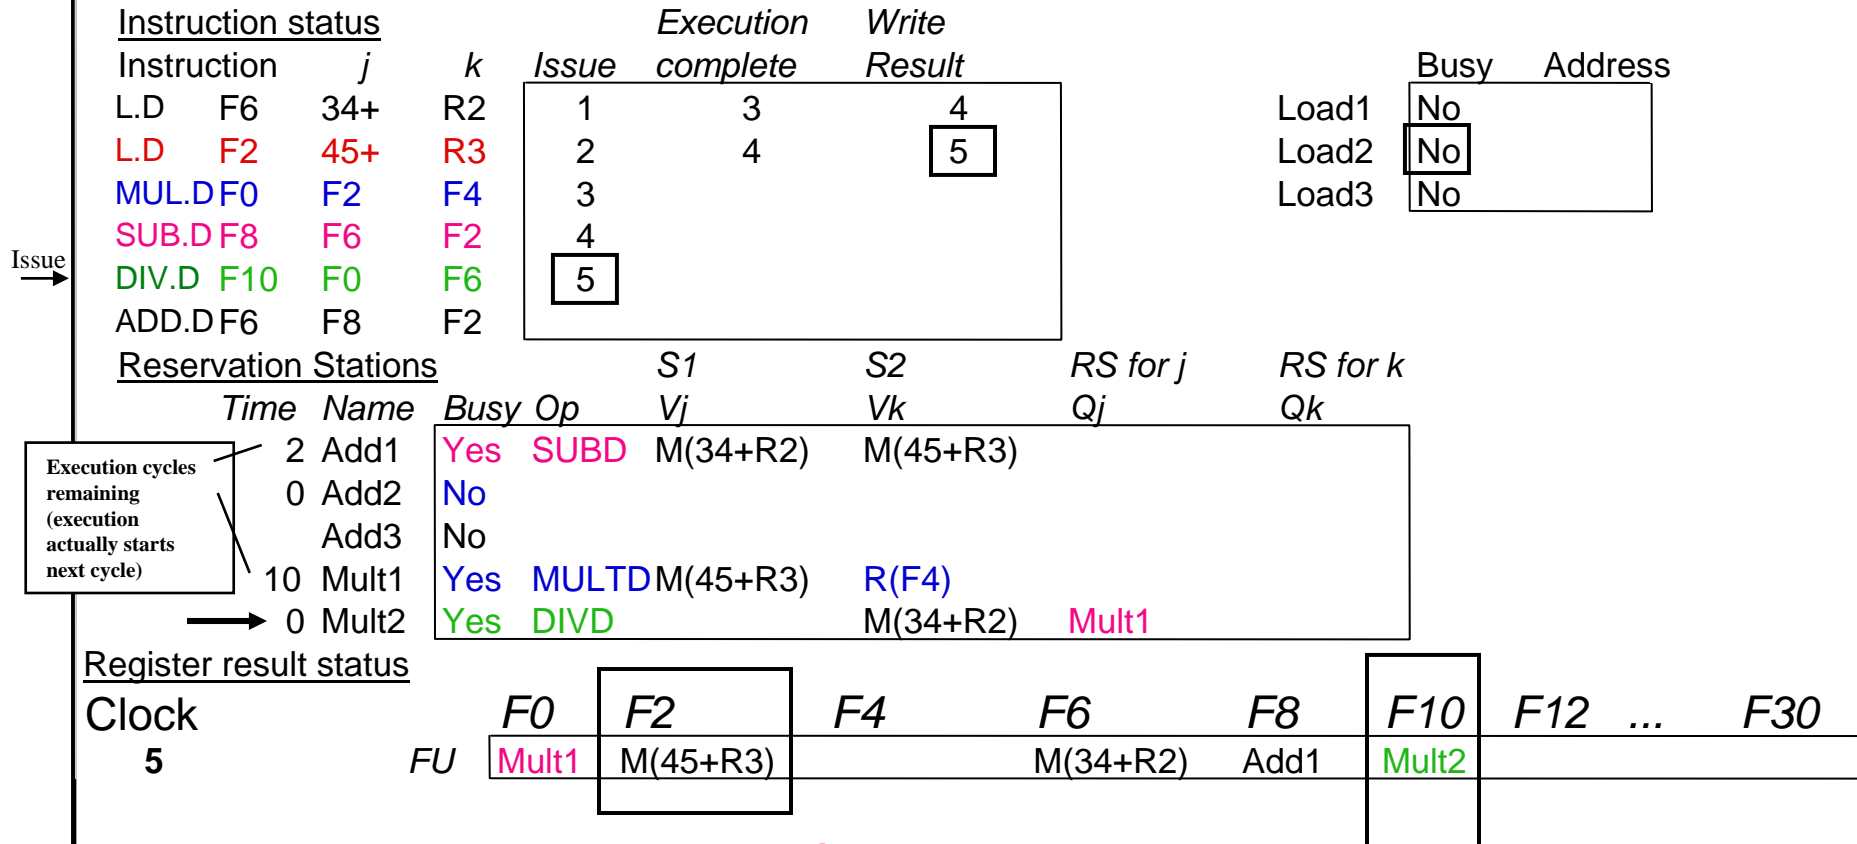 Instruction status Execution Write
Instruction j k Issue complete Result Busy Address
L.D F6 34+ R2 1 3 4 Load1 No
L.D F2 45+ R3 2 4 5 Load2 No
MUL.D F0 F2 F4 3 Load3 No
SUB.D F8 F6 F2 4
Issue
DIV.D F10 F0 F6 5
ADD.D F6 F8 F2
Reservation Stations S1 S2 RS for j RS for k
Time Name Busy Op Vj Vk Qj Qk
2 Add1 Yes SUBD M(34+R2) M(45+R3)
0 Add2 No
Add3 No
10 Mult1 Yes MULTD M(45+R3) R(F4)
0 Mult2 Yes DIVD M(34+R2) Mult1
Execution cycles
remaining
(execution
actually starts
next cycle)
Register result status
Clock F0 F2 F4 F6 F8 F10 F12 ... F30
5 FU Mult1 M(45+R3) M(34+R2) Add1 Mult2